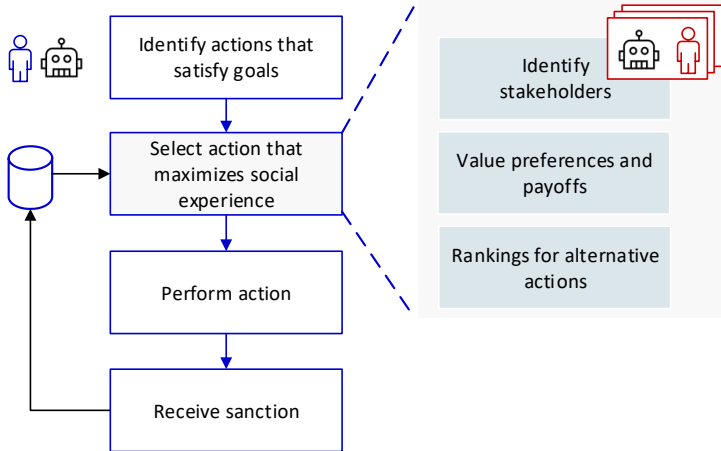 Identify actions that
satisfy goals
Select action that
maximizes social
experience
Perform action
Receive sanction
Identify
stakeholders
Value preferences and
payoffs
Rankings for alternative
actions